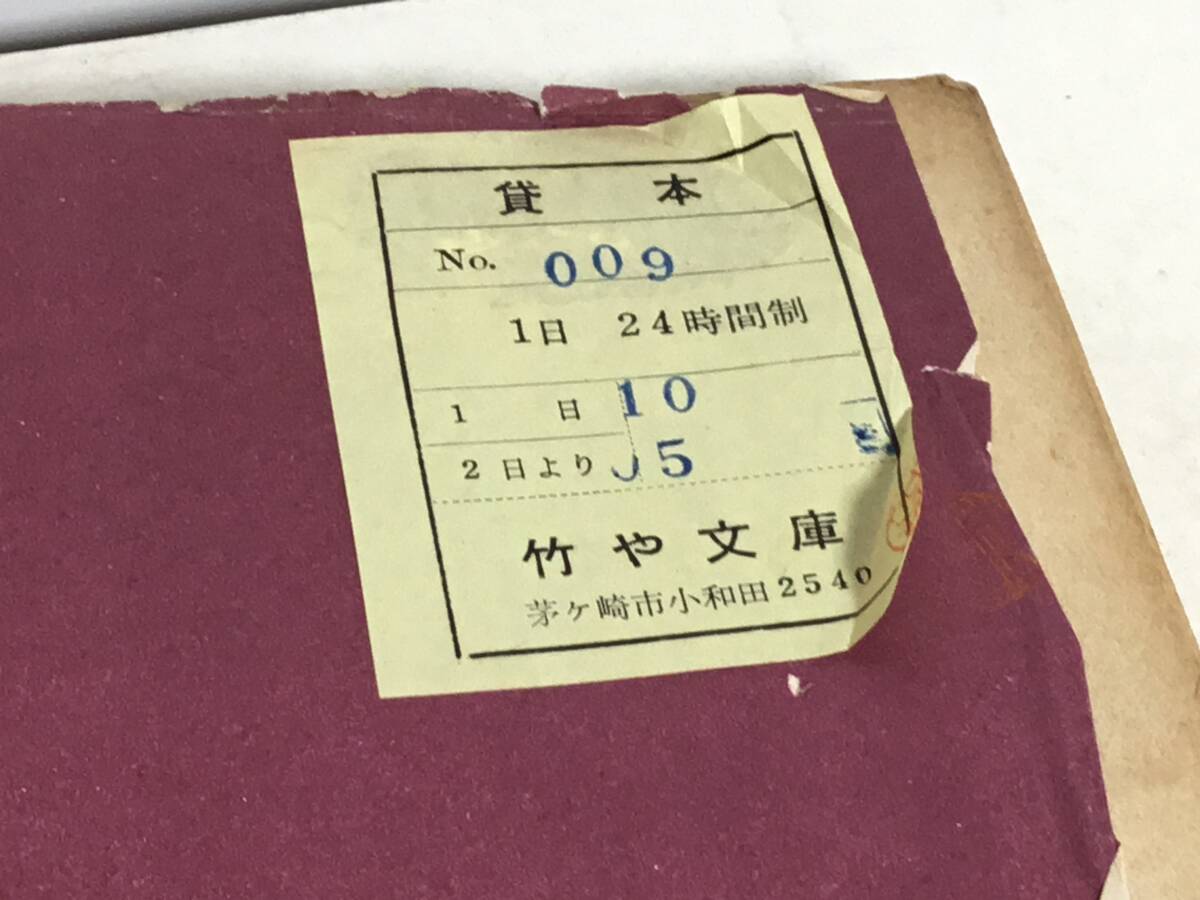 貸本
No. 009
1日 24時間制
1日 10
2日より 5
竹や文庫
茅ケ崎市小和田2540